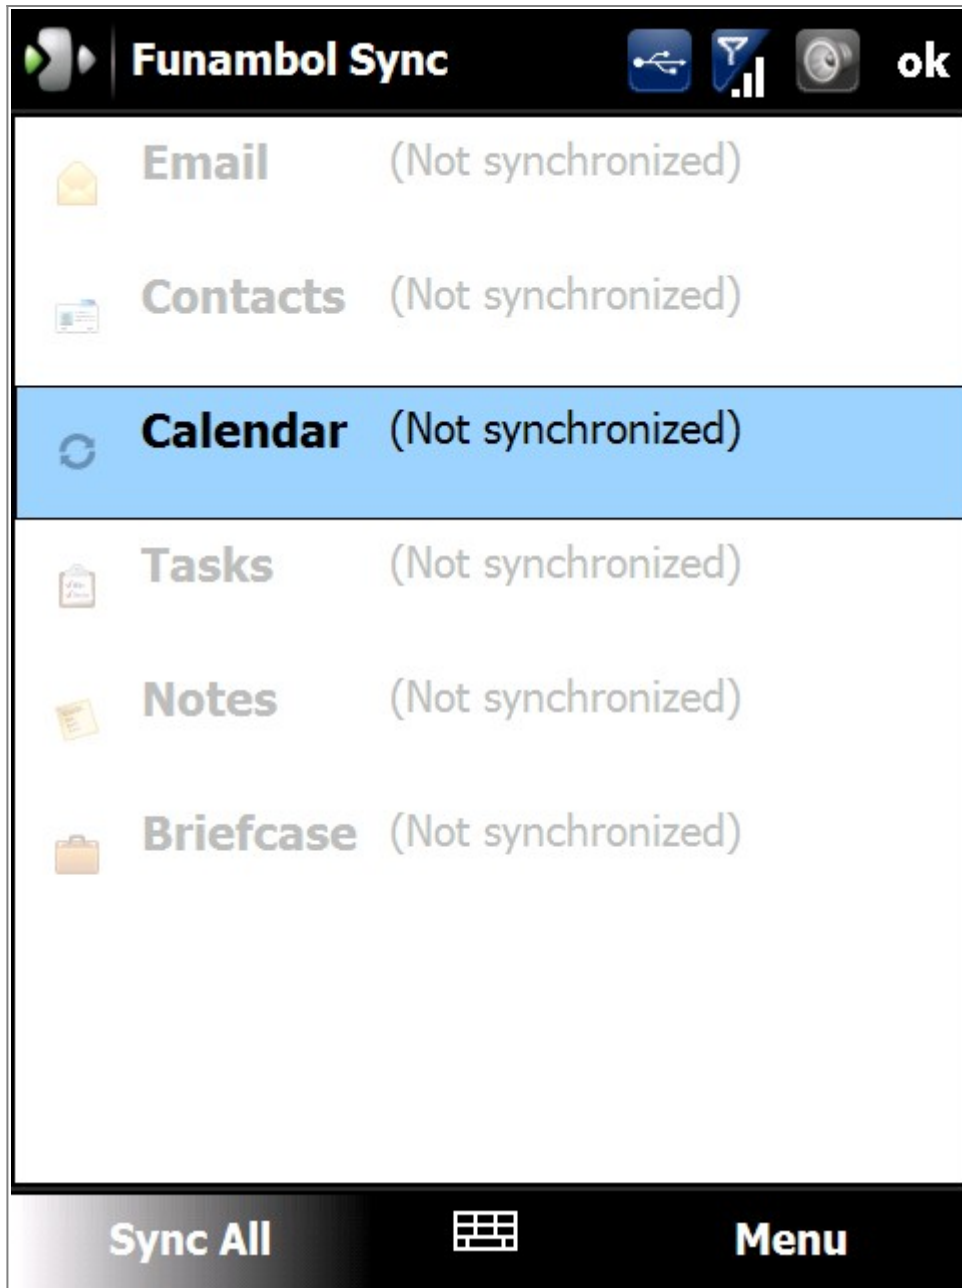 Funambol Sync ok
Email (Not synchronized)
Contacts (Not synchronized)
Calendar (Not synchronized)
Tasks (Not synchronized)
Notes (Not synchronized)
Briefcase (Not synchronized)
Sync All Menu